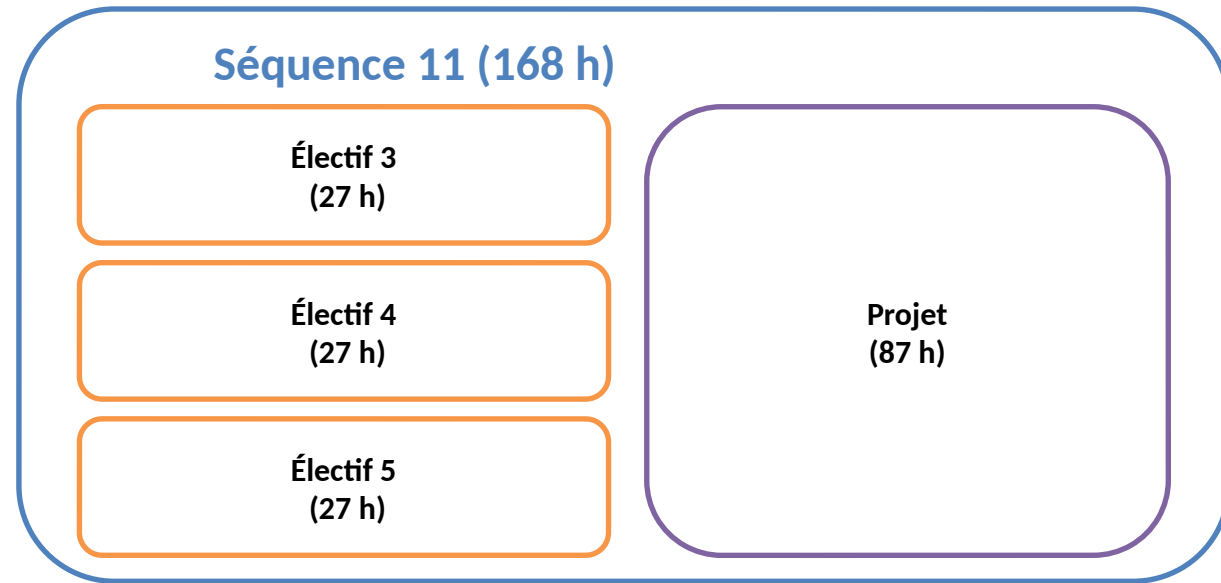 Séquence 11 (168 h)
Électif 3
(27 h)
Électif 4
(27 h)
Électif 5
(27 h)
Projet
(87 h)